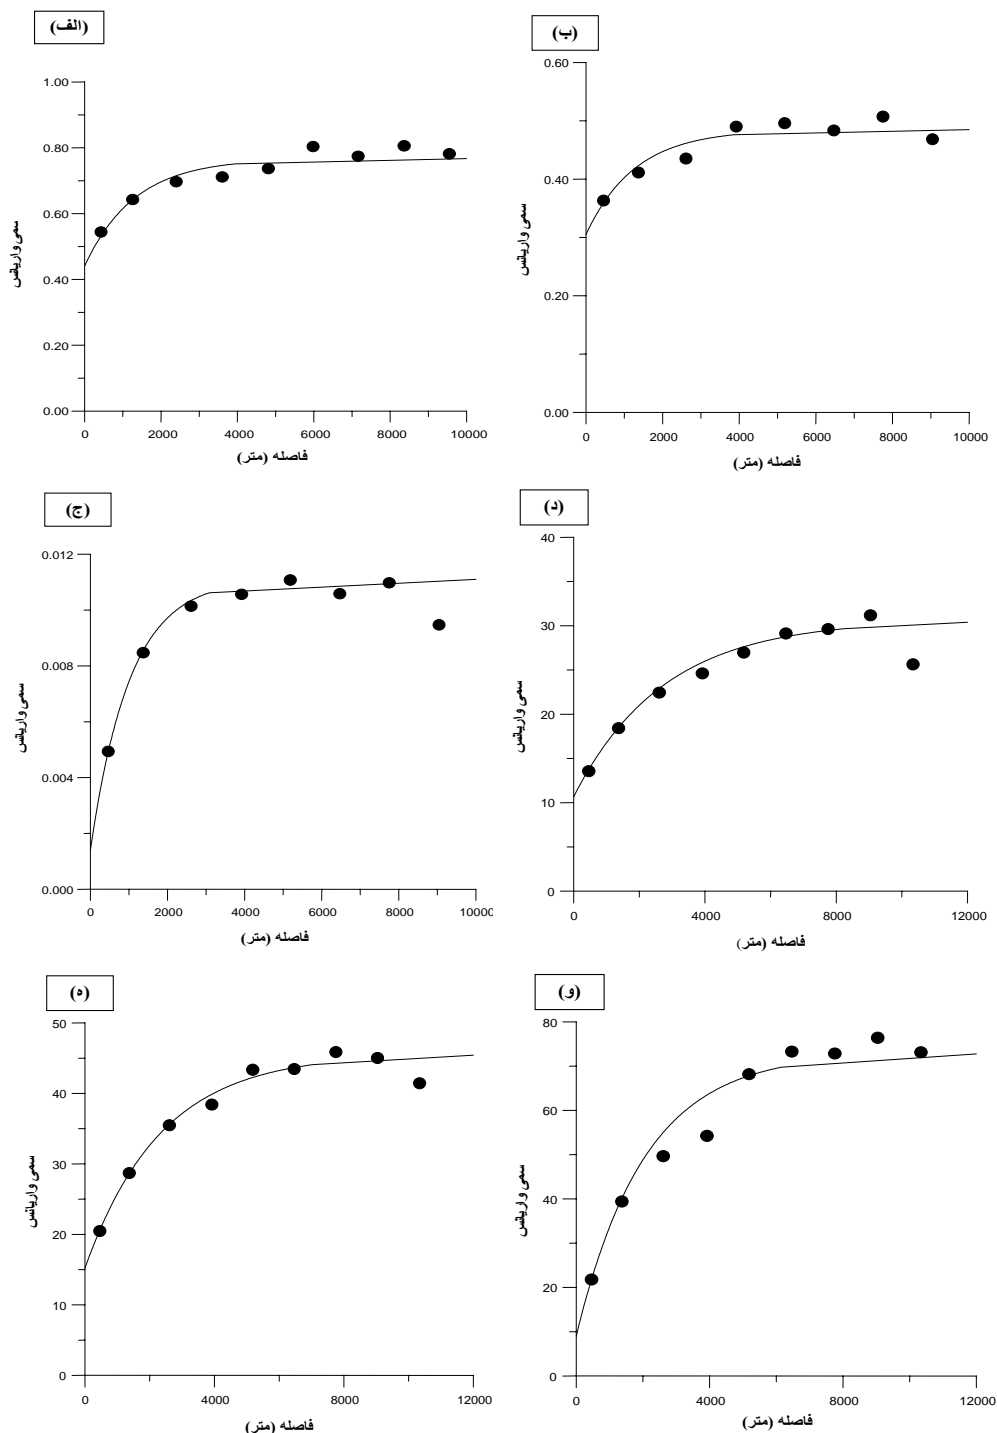 (الف)
1.00
0.80
0.60
0.40
0.20
0.00
سمی واریانس
0 2000 4000 6000 8000 10000
فاصله (متر)
(ب)
0.60
0.40
0.20
0.00
سمی واریانس
0 2000 4000 6000 8000 10000
فاصله (متر)
(ج)
0.012
0.008
0.004
0.000
سمی واریانس
0 2000 4000 6000 8000 10000
فاصله (متر)
(د)
40
30
20
10
0
سمی واریانس
0 4000 8000 12000
فاصله (متر)
(ه)
50
40
30
20
10
0
سمی واریانس
0 4000 8000 12000
فاصله (متر)
(و)
80
60
40
20
0
سمی واریانس
0 4000 8000 12000
فاصله (متر)